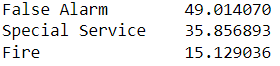 False Alarm        49.014070
Special Service    35.856893
Fire               15.129036